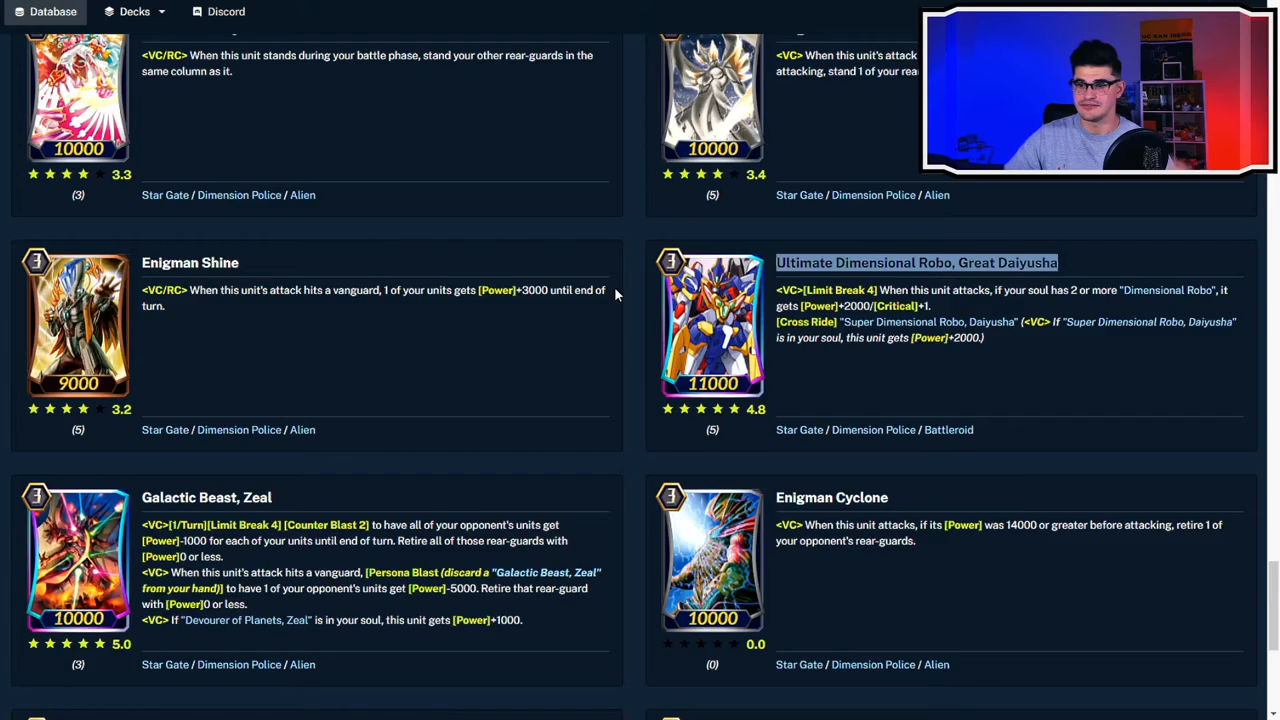 Database
Decks
Discord
<VC/RC> When this unit stands during your battle phase, stand your other rear-guards in the
same column as it.
10000
3.3
(3)
Star Gate / Dimension Police / Alien
<VC> When this unit's attack
attacking, stand 1 of your rear
10000
3.4
(5)
Star Gate / Dimension Police / Alien
3
Enigman Shine
<VC/RC> When this unit's attack hits a vanguard, 1 of your units gets [Power]+3000 until end of
turn.
9000
3.2
(5)
Star Gate / Dimension Police / Alien
3
Ultimate Dimensional Robo, Great Daiyusha
<VC>[Limit Break 4] When this unit attacks, if your soul has 2 or more "Dimensional Robo", it
gets [Power]+2000/[Critical]+1.
[Cross Ride] "Super Dimensional Robo, Daiyusha" (<VC> If "Super Dimensional Robo, Daiyusha"
is in your soul, this unit gets [Power]+2000.)
11000
4.8
(5)
Star Gate / Dimension Police / Battleroid
3
Galactic Beast, Zeal
<VC>[1/Turn][Limit Break 4] [Counter Blast 2] to have all of your opponent's units get
[Power]-1000 for each of your units until end of turn. Retire all of those rear-guards with
[Power]0 or less.
<VC> When this unit's attack hits a vanguard, [Persona Blast (discard a "Galactic Beast, Zeal"
from your hand)] to have 1 of your opponent's units get [Power]-5000. Retire that rear-guard
with [Power]0 or less.
<VC> If "Devourer of Planets, Zeal" is in your soul, this unit gets [Power]+1000.
10000
5.0
(3)
Star Gate / Dimension Police / Alien
3
Enigman Cyclone
<VC> When this unit attacks, if its [Power] was 14000 or greater before attacking, retire 1 of
your opponent's rear-guards.
10000
0.0
(0)
Star Gate / Dimension Police / Alien